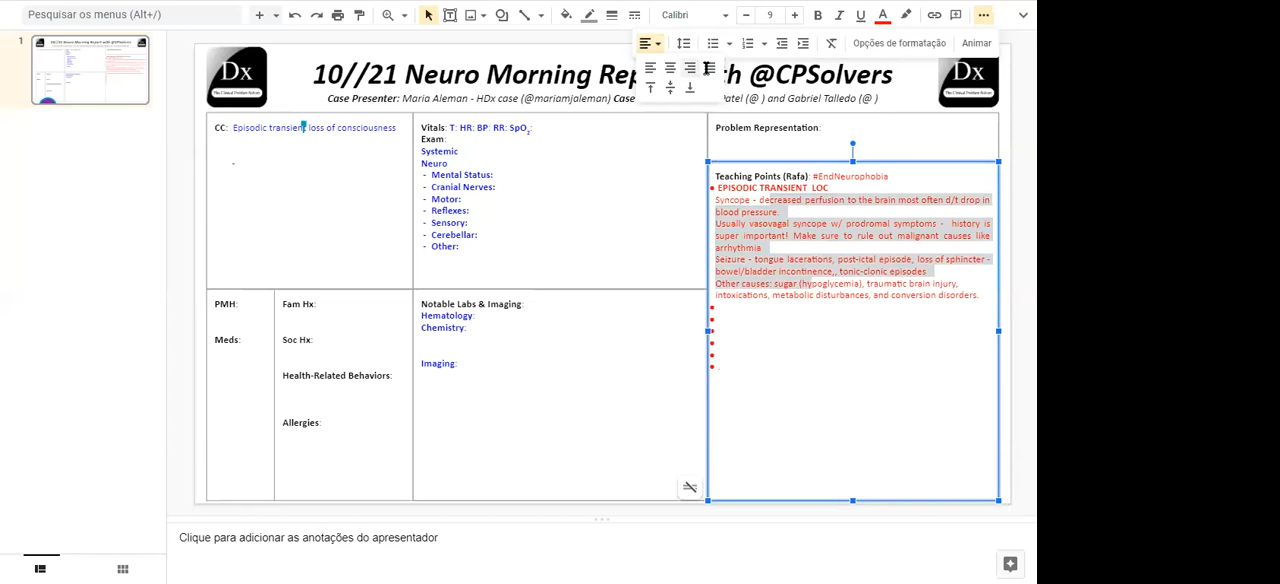 Pesquisar os menus (Alt+/)
Calibri
9
Opções de formatação
Animar
1
Dx
The Clinical Problem Solvers
10//21 Neuro Morning Rep h @CPSolvers
Case Presenter: Maria Aleman - HDx case (@mariamjaleman) Case Patel (@ ) and Gabriel Talledo (@ )
Dx
The Clinical Problem Solvers
CC: Episodic transient loss of consciousness
-
Vitals: T: HR: BP: RR: SpO2:
Exam:
Systemic
Neuro
- Mental Status:
- Cranial Nerves:
- Motor:
- Reflexes:
- Sensory:
- Cerebellar:
- Other:
Problem Representation:
Teaching Points (Rafa): #EndNeurophobia
• EPISODIC TRANSIENT LOC
Syncope - decreased perfusion to the brain most often d/t drop in
blood pressure.
Usually vasovagal syncope w/ prodromal symptoms - history is
super important! Make sure to rule out malignant causes like
arrhythmia
Seizure - tongue lacerations, post-ictal episode, loss of sphincter -
bowel/bladder incontinence,, tonic-clonic episodes
Other causes: sugar (hypoglycemia), traumatic brain injury,
intoxications, metabolic disturbances, and conversion disorders.
PMH:
Meds:
Fam Hx:
Soc Hx:
Health-Related Behaviors:
Allergies:
Notable Labs & Imaging:
Hematology:
Chemistry:
Imaging:
Clique para adicionar as anotações do apresentador